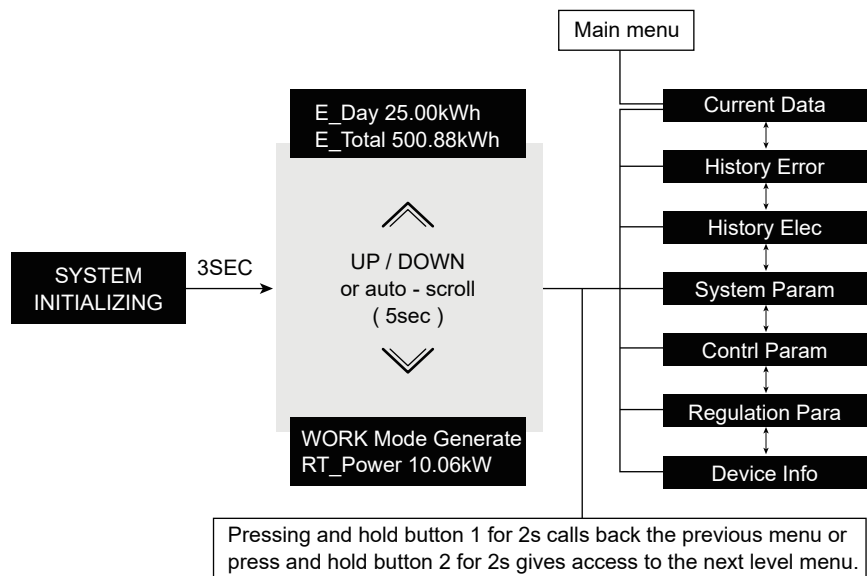 Main menu
E_Day 25.00kWh
E_Total 500.88kWh
Current Data
History Error
History Elec
SYSTEM
INITIALIZING
3SEC
UP / DOWN
or auto - scroll
( 5sec )
System Param
Contrl Param
WORK Mode Generate
RT_Power 10.06kW
Regulation Para
Device Info
Pressing and hold button 1 for 2s calls back the previous menu or
press and hold button 2 for 2s gives access to the next level menu.